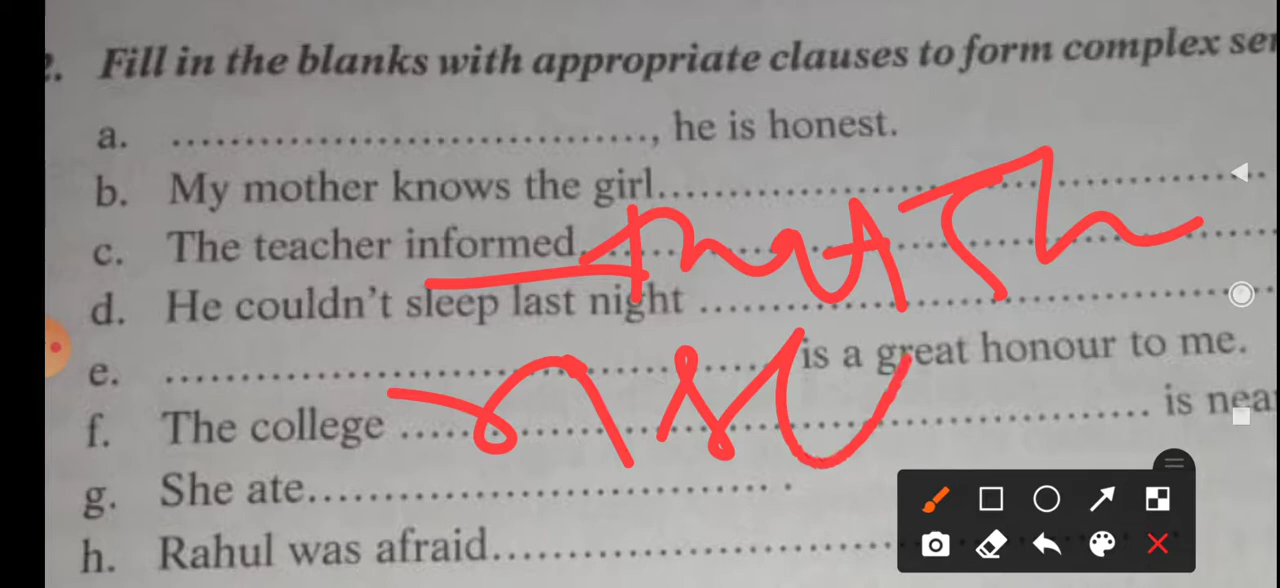 2. Fill in the blanks with appropriate clauses to form complex
a. ................................., he is honest.
b. My mother knows the girl..........................................
c. The teacher informed..........................................
d. He couldn't sleep last night ..........................................
e. .......................................... is a great honour to me.
f. The college .......................................... is
g. She ate.......................................... .
h. Rahul was afraid..........................................